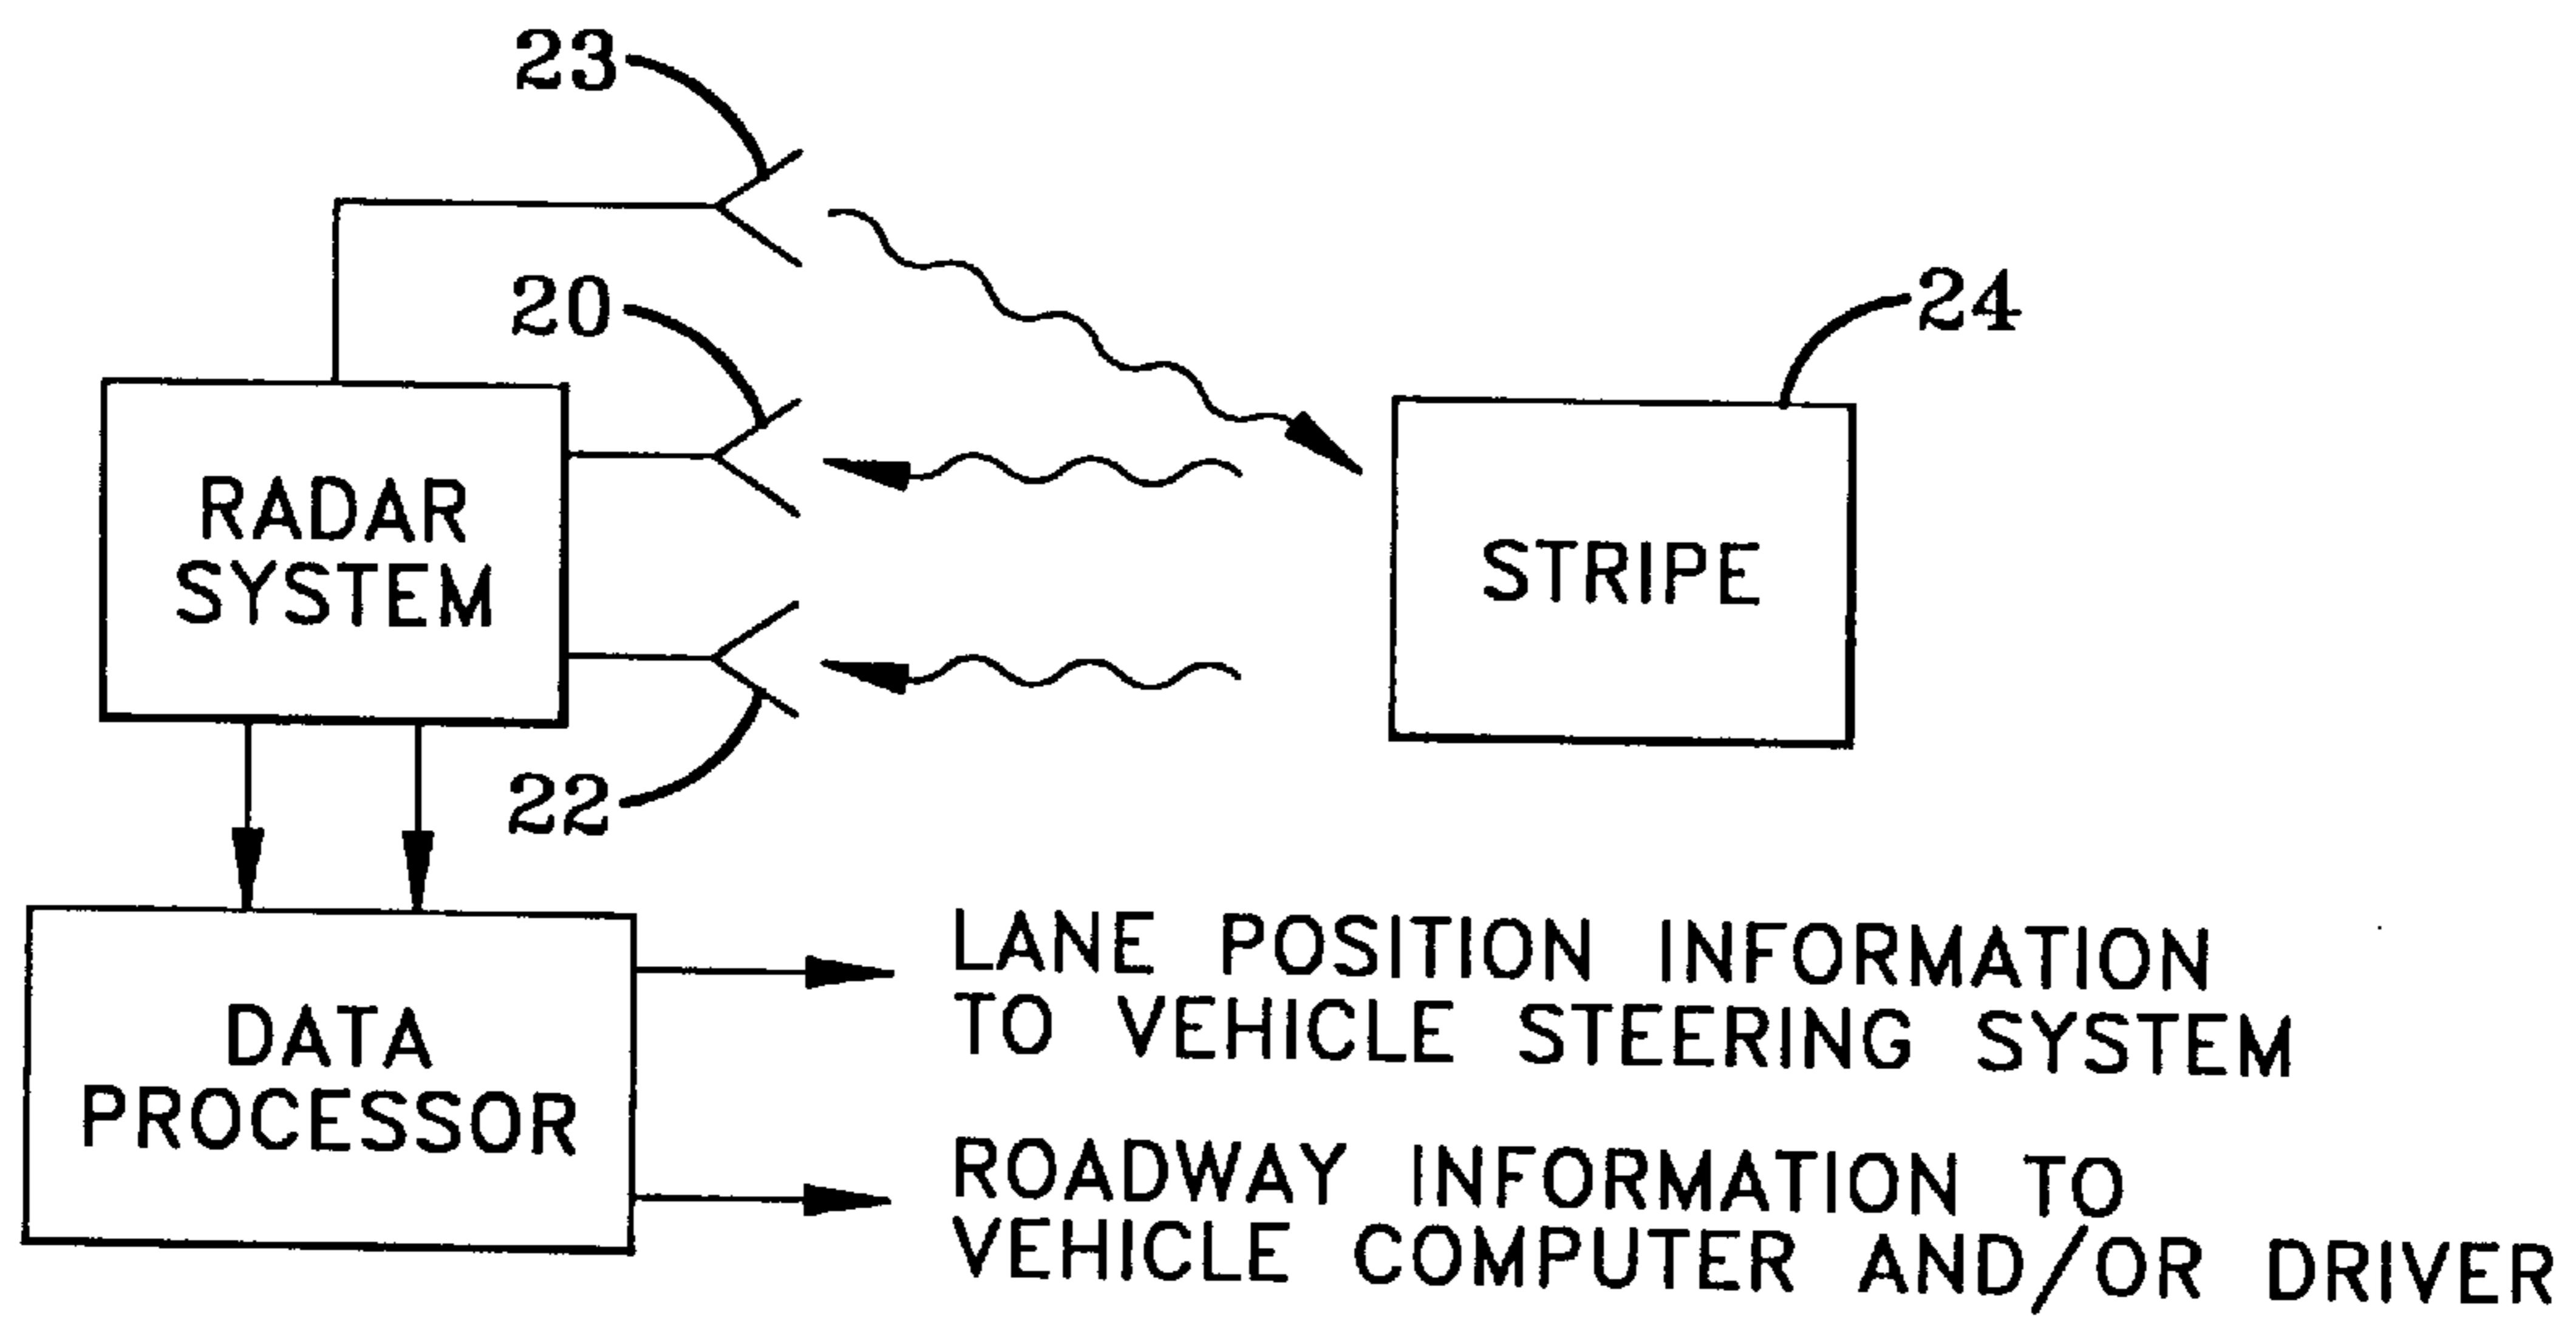 23
20
24
RADAR
SYSTEM
STRIPE
22
DATA
PROCESSOR
LANE POSITION INFORMATION
TO VEHICLE STEERING SYSTEM
ROADWAY INFORMATION TO
VEHICLE COMPUTER AND/OR DRIVER